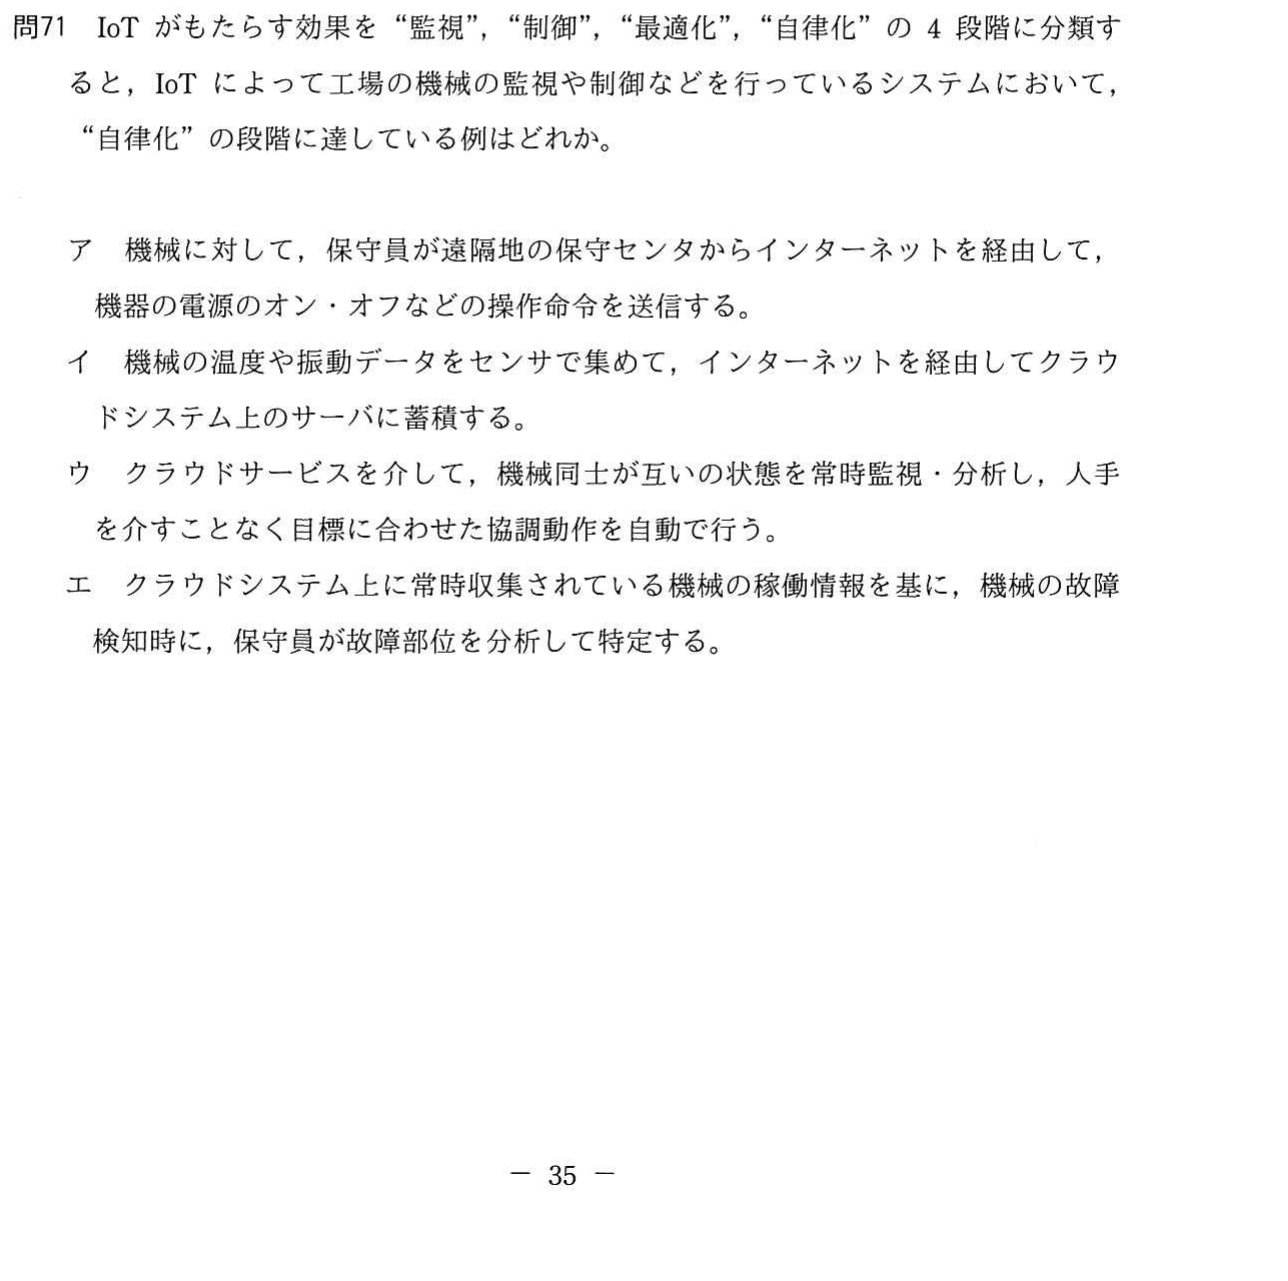 問71 IoT がもたらす効果を“監視”，“制御”，“最適化”，“自律化”の 4 段階に分類す
ると，IoT によって工場の機械の監視や制御などを行っているシステムにおいて，
“自律化”の段階に達している例はどれか。
ア 機械に対して，保守員が遠隔地の保守センタからインターネットを経由して，
機器の電源のオン・オフなどの操作命令を送信する。
イ 機械の温度や振動データをセンサで集めて，インターネットを経由してクラウ
ドシステム上のサーバに蓄積する。
ウ クラウドサービスを介して，機械同士が互いの状態を常時監視・分析し，人手
を介すことなく目標に合わせた協調動作を自動で行う。
エ クラウドシステム上に常時収集されている機械の稼働情報を基に，機械の故障
検知時に，保守員が故障部位を分析して特定する。
－ 35 －